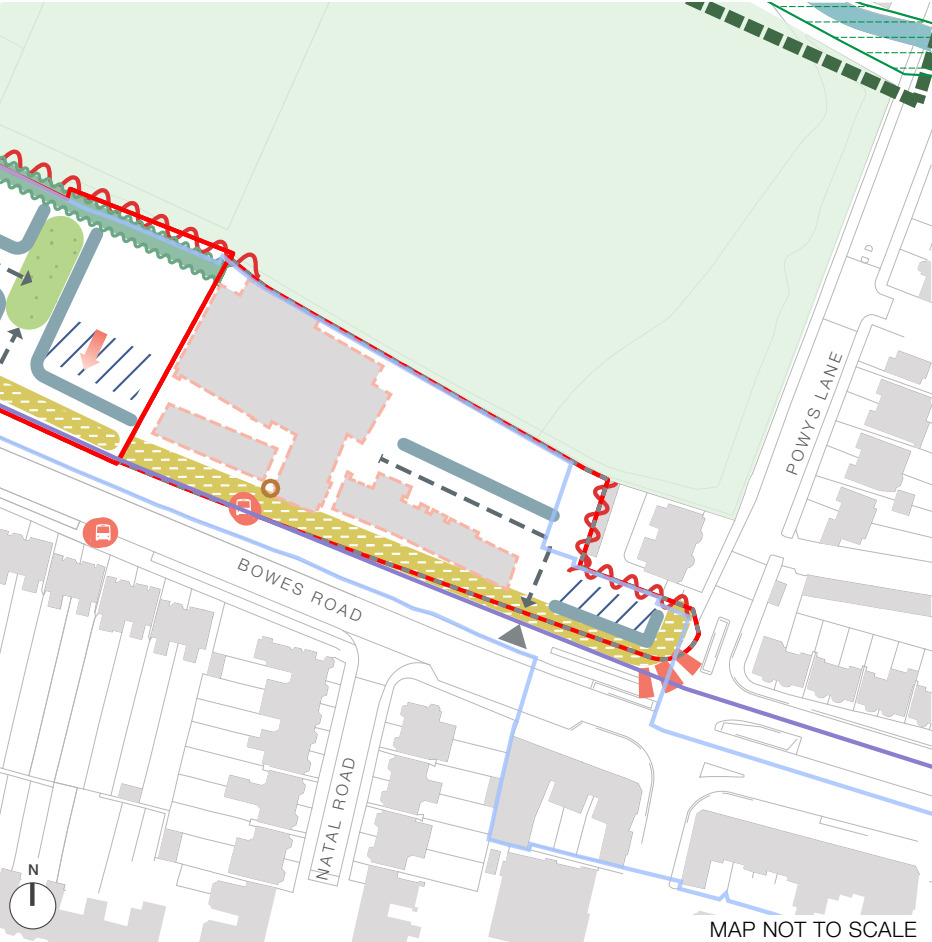 D
D
POWYS LANE
BOWES ROAD
NATAL ROAD
N
MAP NOT TO SCALE